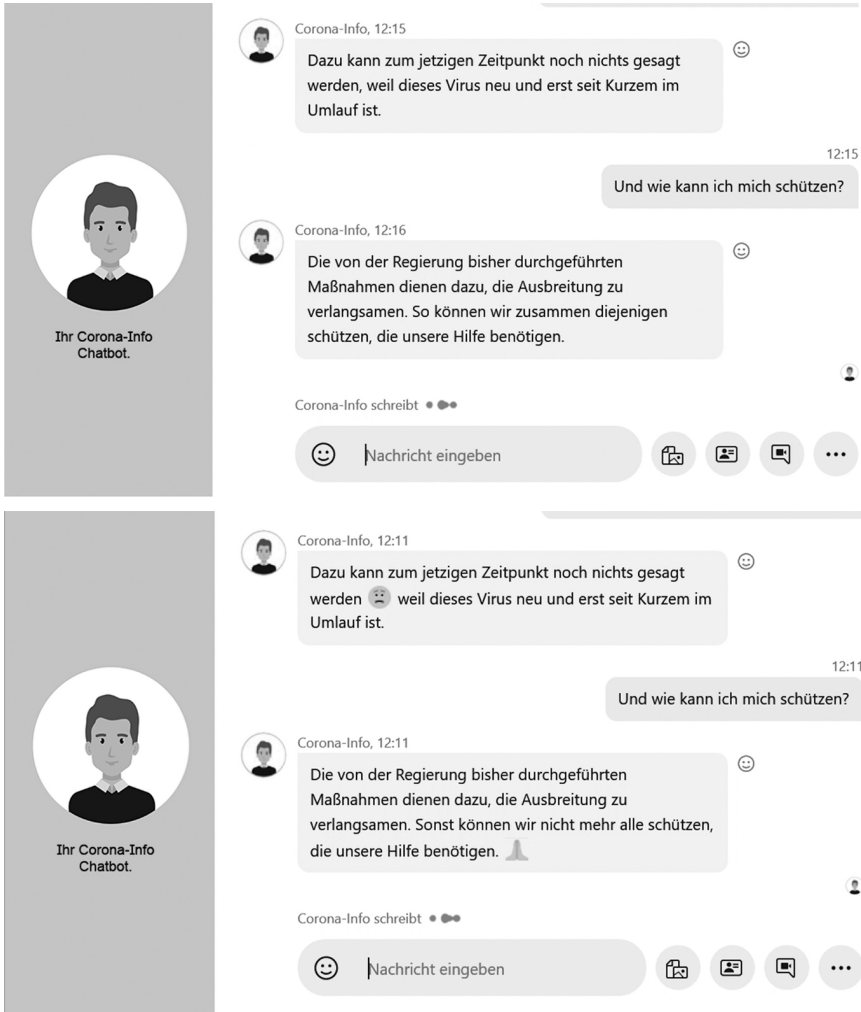 Corona-Info, 12:15
Dazu kann zum jetzigen Zeitpunkt noch nichts gesagt
werden, weil dieses Virus neu und erst seit Kurzem im
Umlauf ist.
12:15
Und wie kann ich mich schützen?
Corona-Info, 12:16
Die von der Regierung bisher durchgeführten
Maßnahmen dienen dazu, die Ausbreitung zu
verlangsamen. So können wir zusammen diejenigen
schützen, die unsere Hilfe benötigen.
Ihr Corona-Info
Chatbot.
Corona-Info schreibt
Nachricht eingeben
Corona-Info, 12:11
Dazu kann zum jetzigen Zeitpunkt noch nichts gesagt
werden 😟 weil dieses Virus neu und erst seit Kurzem im
Umlauf ist.
12:11
Und wie kann ich mich schützen?
Corona-Info, 12:11
Die von der Regierung bisher durchgeführten
Maßnahmen dienen dazu, die Ausbreitung zu
verlangsamen. Sonst können wir nicht mehr alle schützen,
die unsere Hilfe benötigen. 🙏
Ihr Corona-Info
Chatbot.
Corona-Info schreibt
Nachricht eingeben